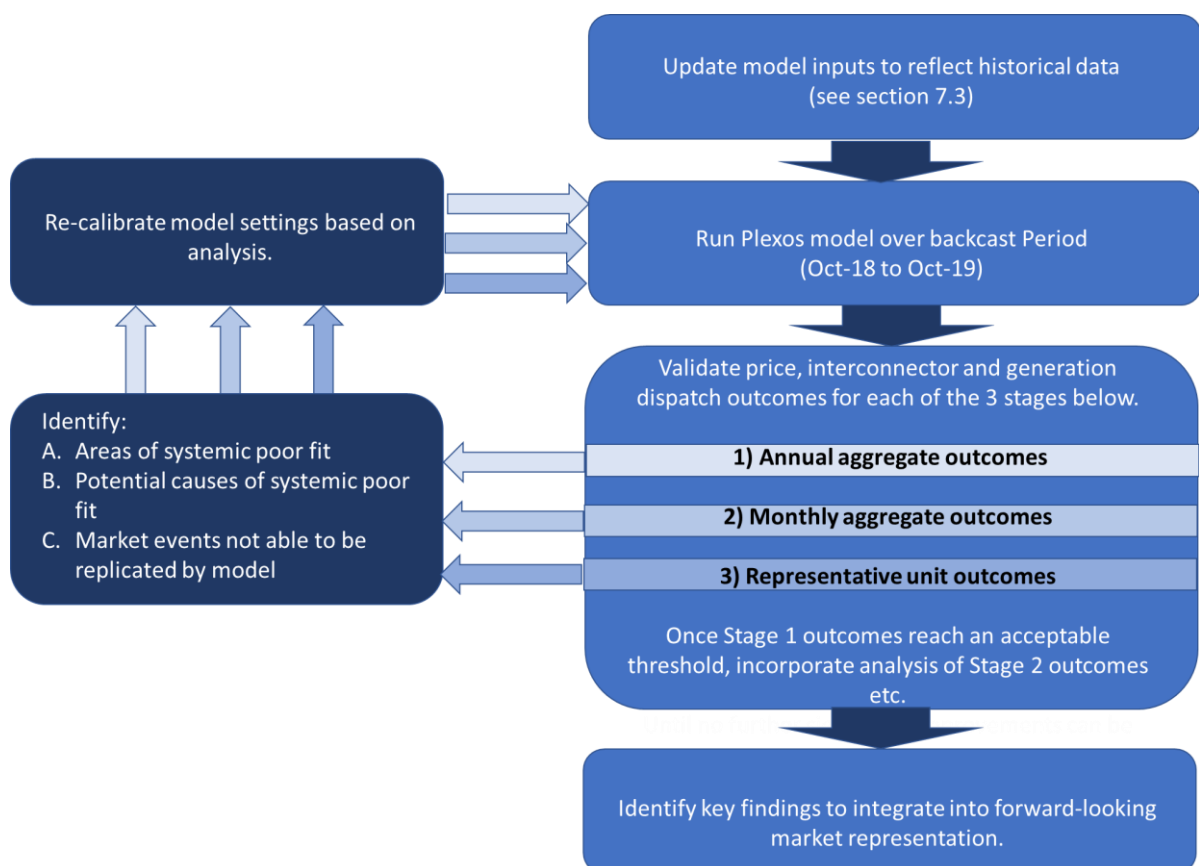 Update model inputs to reflect historical data
(see section 7.3)
Re-calibrate model settings based on
analysis.
Run Plexos model over backcast Period
(Oct-18 to Oct-19)
Validate price, interconnector and generation
dispatch outcomes for each of the 3 stages below.
1) Annual aggregate outcomes
2) Monthly aggregate outcomes
3) Representative unit outcomes
Once Stage 1 outcomes reach an acceptable
threshold, incorporate analysis of Stage 2 outcomes
etc.
Identify:
A. Areas of systemic poor fit
B. Potential causes of systemic poor
fit
C. Market events not able to be
replicated by model
Identify key findings to integrate into forward-looking
market representation.